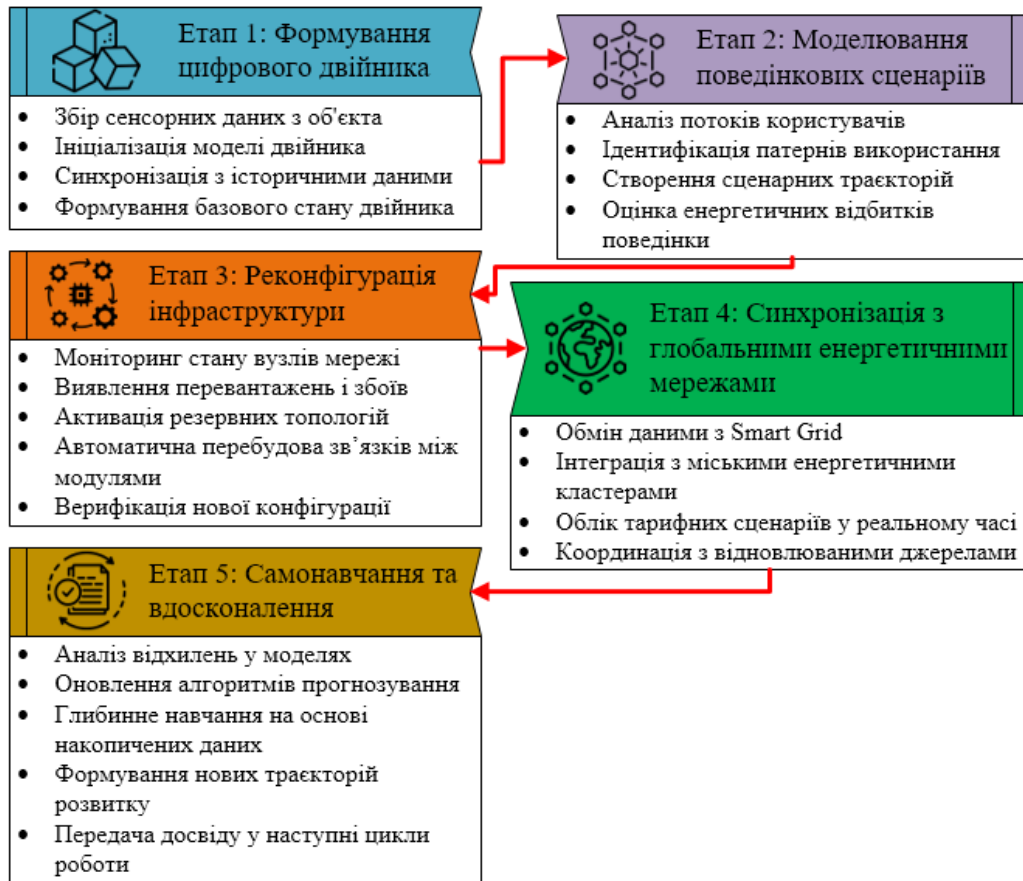 Етап 1: Формування
цифрового двійника
• Збір сенсорних даних з об'єкта
• Ініціалізація моделі двійника
• Синхронізація з історичними даними
• Формування базового стану двійника
Етап 2: Моделювання
поведінкових сценаріїв
• Аналіз потоків користувачів
• Ідентифікація патернів використання
• Створення сценарних траєкторій
• Оцінка енергетичних відбитків
поведінки
Етап 3: Реконфігурація
інфраструктури
• Моніторинг стану вузлів мережі
• Виявлення перевантажень і збоїв
• Активація резервних топологій
• Автоматична перебудова зв’язків між
модулями
• Верифікація нової конфігурації
Етап 4: Синхронізація з
глобальними енергетичними
мережами
• Обмін даними з Smart Grid
• Інтеграція з міськими енергетичними
кластерами
• Облік тарифних сценаріїв у реальному часі
• Координація з відновлюваними джерелами
Етап 5: Самонавчання та
вдосконалення
• Аналіз відхилень у моделях
• Оновлення алгоритмів прогнозування
• Глибинне навчання на основі
накопичених даних
• Формування нових траєкторій
розвитку
• Передача досвіду у наступні цикли
роботи